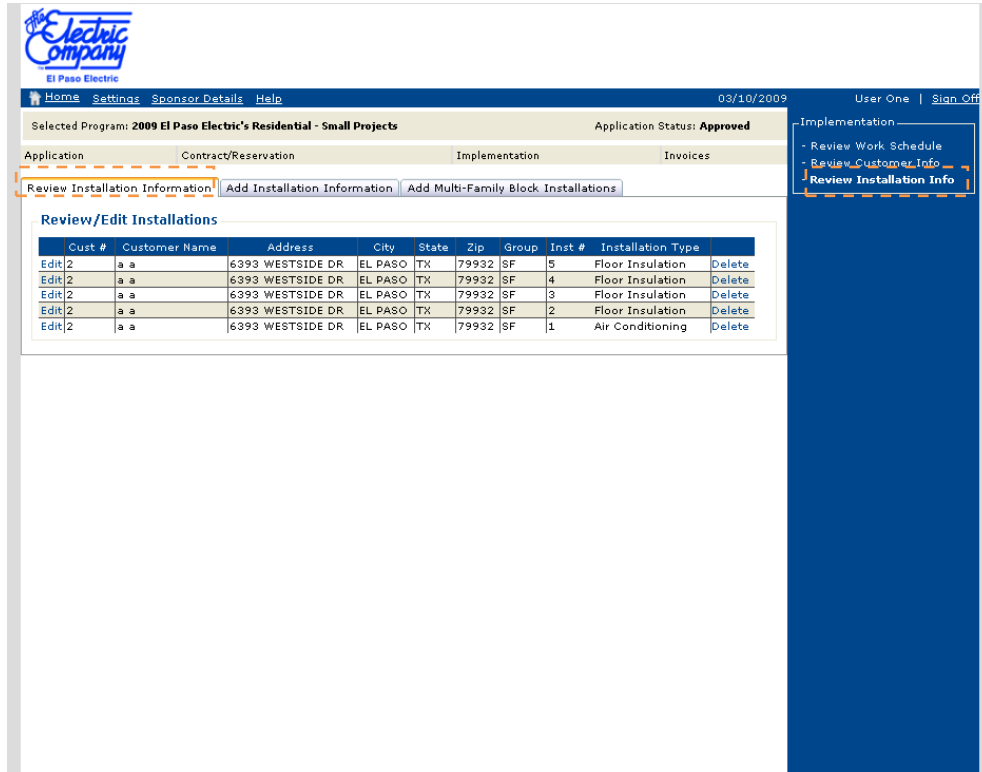 the
Electric
Company
El Paso Electric
Home Settings Sponsor Details Help 03/10/2009 User One | Sign Off
Selected Program: 2009 El Paso Electric's Residential - Small Projects Application Status: Approved
Application Contract/Reservation Implementation Invoices
Review Installation Information Add Installation Information Add Multi-Family Block Installations
Review/Edit Installations
Cust # Customer Name Address City State Zip Group Inst # Installation Type
Edit 2 a a 6393 WESTSIDE DR EL PASO TX 79932 SF 5 Floor Insulation Delete
Edit 2 a a 6393 WESTSIDE DR EL PASO TX 79932 SF 4 Floor Insulation Delete
Edit 2 a a 6393 WESTSIDE DR EL PASO TX 79932 SF 3 Floor Insulation Delete
Edit 2 a a 6393 WESTSIDE DR EL PASO TX 79932 SF 2 Floor Insulation Delete
Edit 2 a a 6393 WESTSIDE DR EL PASO TX 79932 SF 1 Air Conditioning Delete
Implementation
- Review Work Schedule
- Review Customer Info
Review Installation Info